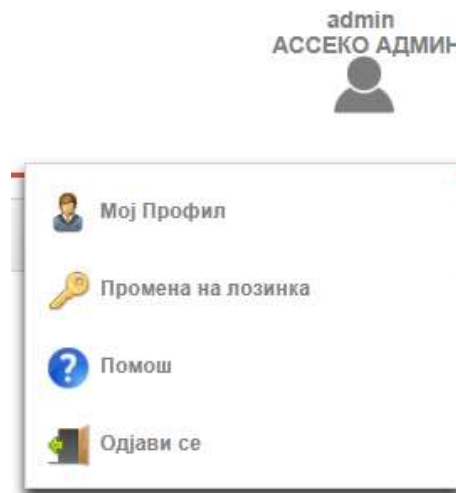 admin
АССЕКО АДМИН
Мој Профил
Промена на лозинка
Помош
Одјави се